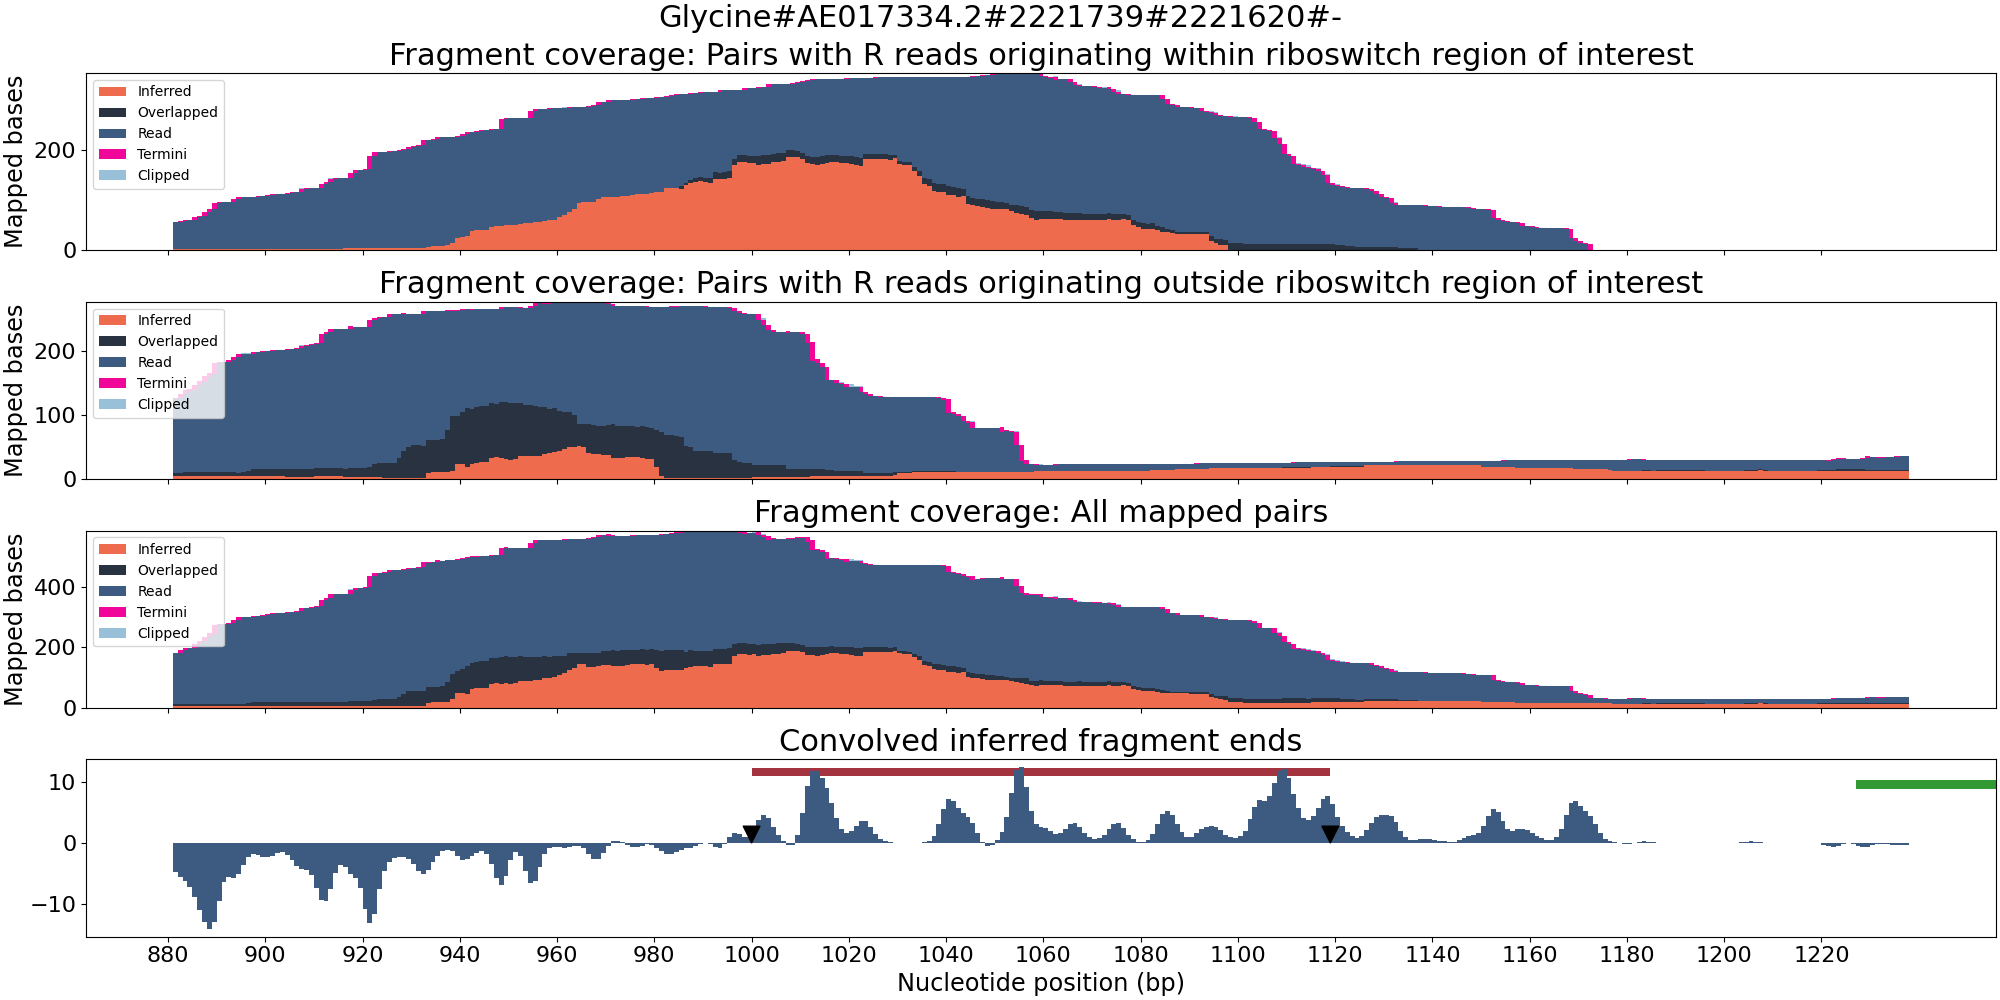 Glycine#AE017334.2#2221739#2221620#-
Fragment coverage: Pairs with R reads originating within riboswitch region of interest
Mapped bases
200
0
Inferred
Overlapped
Read
Termini
Clipped
Fragment coverage: Pairs with R reads originating outside riboswitch region of interest
Mapped bases
200
100
0
Inferred
Overlapped
Read
Termini
Clipped
Fragment coverage: All mapped pairs
Mapped bases
400
200
0
Inferred
Overlapped
Read
Termini
Clipped
Convolved inferred fragment ends
10
0
−10
880 900 920 940 960 980 1000 1020 1040 1060 1080 1100 1120 1140 1160 1180 1200 1220
Nucleotide position (bp)